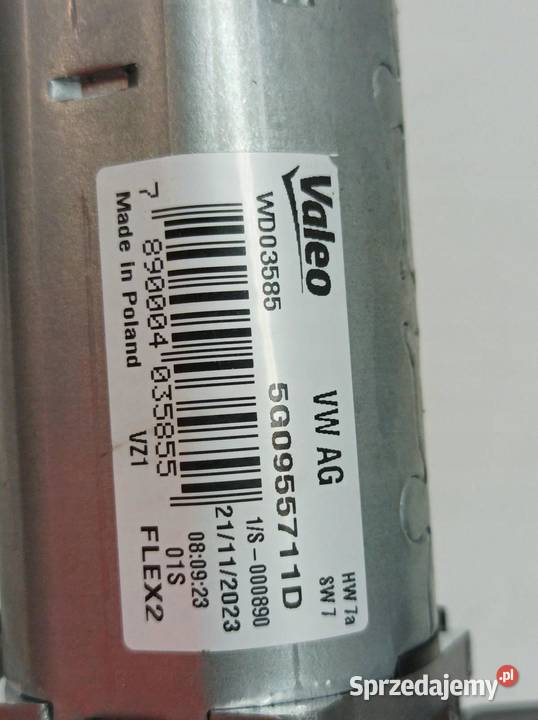 Valeo
VW AG
HW 7a
SW 7
WD03585
5G0955711D
1/S-000890
21/11/2023
08:09:23
7 890004 035855
01S
Made in Poland
VZ1
FLEX2
Sprzedajemy.pl